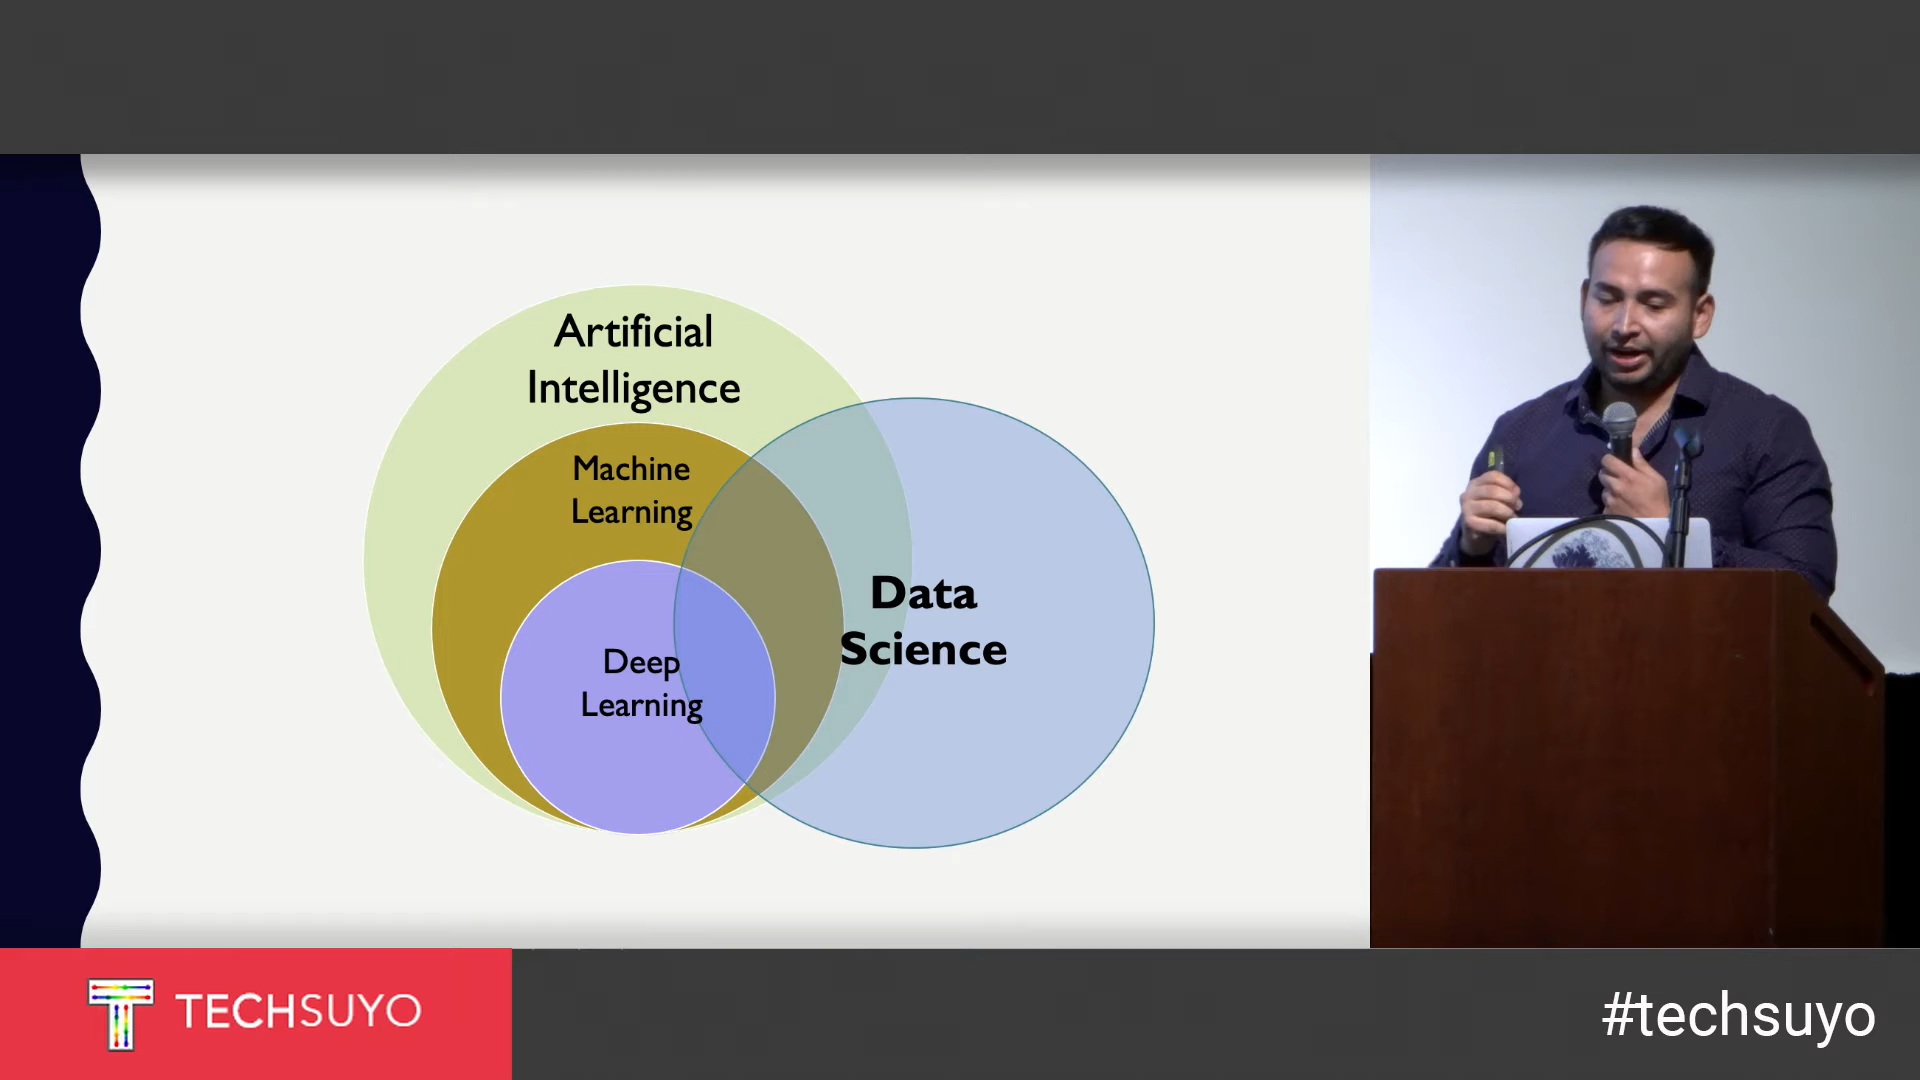 Artificial
Intelligence
Machine
Learning
Deep
Learning
Data
Science
TECHSUYO
#techsuyo